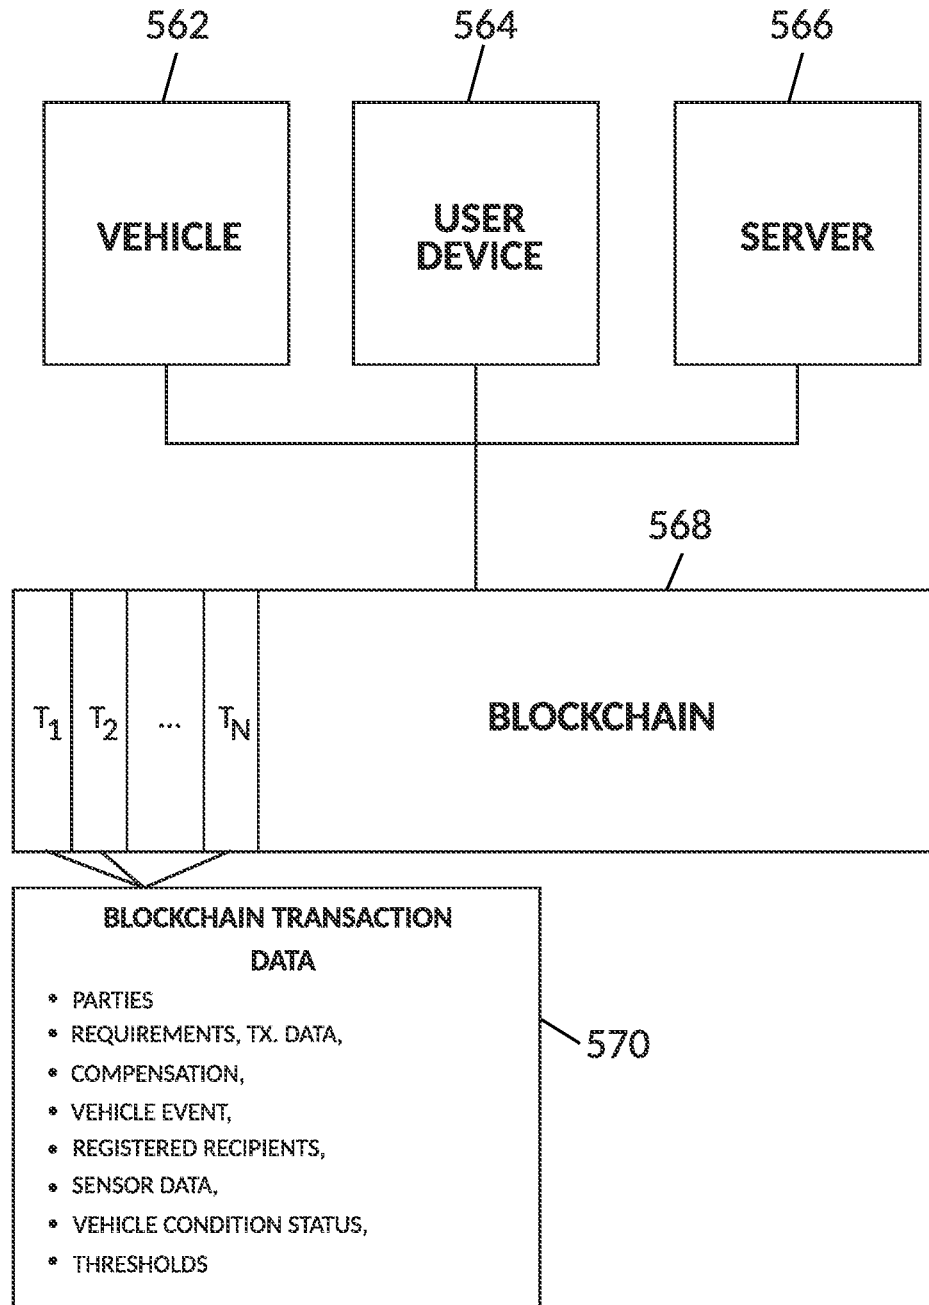 562
564
566
VEHICLE
USER
DEVICE
SERVER
568
T1
T2
...
TN
BLOCKCHAIN
BLOCKCHAIN TRANSACTION
DATA
• PARTIES
• REQUIREMENTS, TX. DATA,
• COMPENSATION,
• VEHICLE EVENT,
• REGISTERED RECIPIENTS,
• SENSOR DATA,
• VEHICLE CONDITION STATUS,
• THRESHOLDS
570